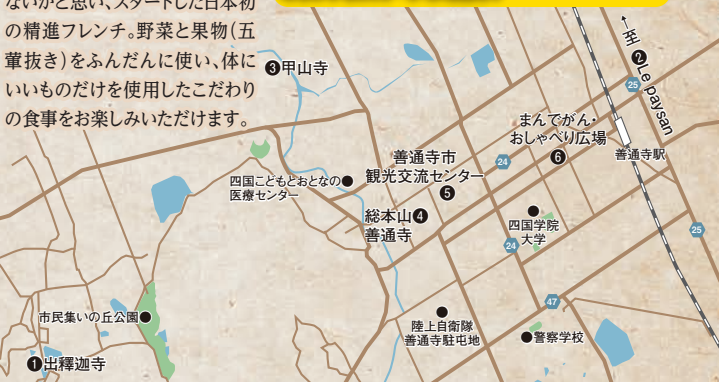 ないかと思い、スタートした日本初
の精進フレンチ。野菜と果物(五
葷抜き)をふんだんに使い、体に
いいものだけを使用したこだわり
の食事をお楽しみいただけます。
←至 ❷Le paysan
❸甲山寺
25
まんでがん・
おしゃべり広場
❻
善通寺駅
24
善通寺市
観光交流センター
❺
四国こどもとおとなの
医療センター
総本山❹
善通寺
四国学院
大学
24
25
47
市民集いの丘公園
陸上自衛隊
善通寺駐屯地
警察学校
❶出釋迦寺